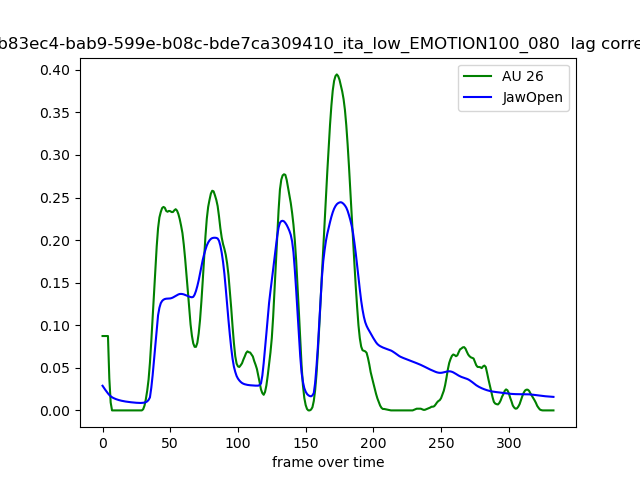 b83ec4-bab9-599e-b08c-bde7ca309410_ita_low_EMOTION100_080 lag corre
AU 26
JawOpen
0.40
0.35
0.30
0.25
0.20
0.15
0.10
0.05
0.00
0 50 100 150 200 250 300
frame over time